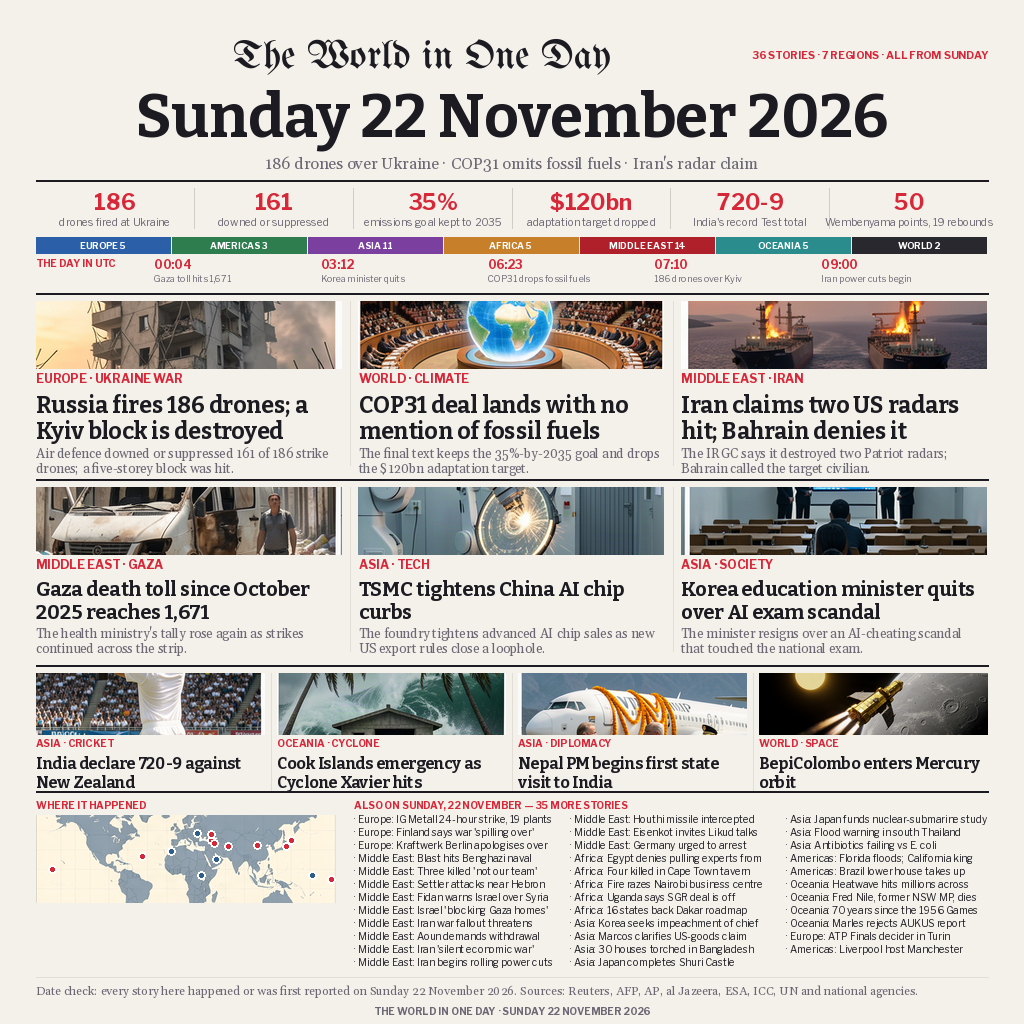 The World in One Day
36 STORIES · 7 REGIONS · ALL FROM SUNDAY
Sunday 22 November 2026
186 drones over Ukraine · COP31 omits fossil fuels · Iran's radar claim
186
drones fired at Ukraine
161
downed or suppressed
35%
emissions goal kept to 2035
$120bn
adaptation target dropped
720-9
India's record Test total
50
Wembenyama points, 19 rebounds
EUROPE 5
AMERICAS 3
ASIA 11
AFRICA 5
MIDDLE EAST 14
OCEANIA 5
WORLD 2
THE DAY IN UTC
00:04
Gaza toll hits 1,671
03:12
Korea minister quits
06:23
COP31 drops fossil fuels
07:10
186 drones over Kyiv
09:00
Iran power cuts begin
EUROPE · UKRAINE WAR
Russia fires 186 drones; a
Kyiv block is destroyed
Air defence downed or suppressed 161 of 186 strike
drones; a five-storey block was hit.
WORLD · CLIMATE
COP31 deal lands with no
mention of fossil fuels
The final text keeps the 35%-by-2035 goal and drops
the $120bn adaptation target.
MIDDLE EAST · IRAN
Iran claims two US radars
hit; Bahrain denies it
The IRGC says it destroyed two Patriot radars;
Bahrain called the target civilian.
MIDDLE EAST · GAZA
Gaza death toll since October
2025 reaches 1,671
The health ministry's tally rose again as strikes
continued across the strip.
ASIA · TECH
TSMC tightens China AI chip
curbs
The foundry tightens advanced AI chip sales as new
US export rules close a loophole.
ASIA · SOCIETY
Korea education minister quits
over AI exam scandal
The minister resigns over an AI-cheating scandal
that touched the national exam.
ASIA · CRICKET
India declare 720-9 against
New Zealand
OCEANIA · CYCLONE
Cook Islands emergency as
Cyclone Xavier hits
ASIA · DIPLOMACY
Nepal PM begins first state
visit to India
WORLD · SPACE
BepiColombo enters Mercury
orbit
WHERE IT HAPPENED
ALSO ON SUNDAY, 22 NOVEMBER — 35 MORE STORIES
· Europe: IG Metall 24-hour strike, 19 plants
· Europe: Finland says war 'spilling over'
· Europe: Kraftwerk Berlin apologises over
· Middle East: Blast hits Benghazi naval
· Middle East: Three killed 'not our team'
· Middle East: Settler attacks near Hebron
· Middle East: Fidan warns Israel over Syria
· Middle East: Israel 'blocking Gaza homes'
· Middle East: Iran war fallout threatens
· Middle East: Aoun demands withdrawal
· Middle East: Iran 'silent ecoromic war'
· Middle East: Iran begins rolling power cuts
· Middle East: Houthi missile intercepted
· Middle East: Eisenkot invites Likud talks
· Middle East: Germany urged to arrest
· Africa: Egypt denies pulling experts from
· Africa: Four killed in Cape Town tavern
· Africa: Fire razes Nairobi business centre
· Africa: Uganda says SGR deal is off
· Africa: 16 states back Dakar roadmap
· Asia: Korea seeks impeachment of chief
· Asia: Marcos clarifies US-goods claim
· Asia: 30 houses torched in Bangladesh
· Asia: Japan completes Shuri Castle
· Asia: Japan funds nuclear-submarine study
· Asia: Flood warning in south Thailand
· Asia: Antibiotics failing vs E. coli
· Americas: Florida floods; California king
· Americas: Brazil lower house takes up
· Oceania: Heatwave hits millions across
· Oceania: Fred Nile, former NSW MP, dies
· Oceania: 70 years since the 1956 Games
· Oceania: Marles rejects AUKUS report
· Europe: ATP Finals decider in Turin
· Americas: Liverpool host Manchester
Date check: every story here happened or was first reported on Sunday 22 November 2026. Sources: Reuters, AFP, AP, al Jazeera, ESA, ICC, UN and national agencies.
THE WORLD IN ONE DAY · SUNDAY 22 NOVEMBER 2026